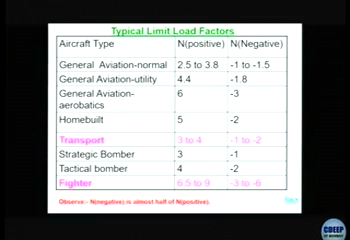 Typical Limit Load Factors
Aircraft Type N(positive) N(Negative)
General Aviation-normal 2.5 to 3.8 -1 to -1.5
General Aviation-utility 4.4 -1.8
General Aviation- 6 -3
aerobatics
Homebuilt 5 -2
Transport 3 to 4 -1 to -2
Strategic Bomber 3 -1
Tactical bomber 4 -2
Fighter 6.5 to 9 -3 to -6
Observe:- N(negative) is almost half of N(positive).
CDEEP
IIT BOMBAY